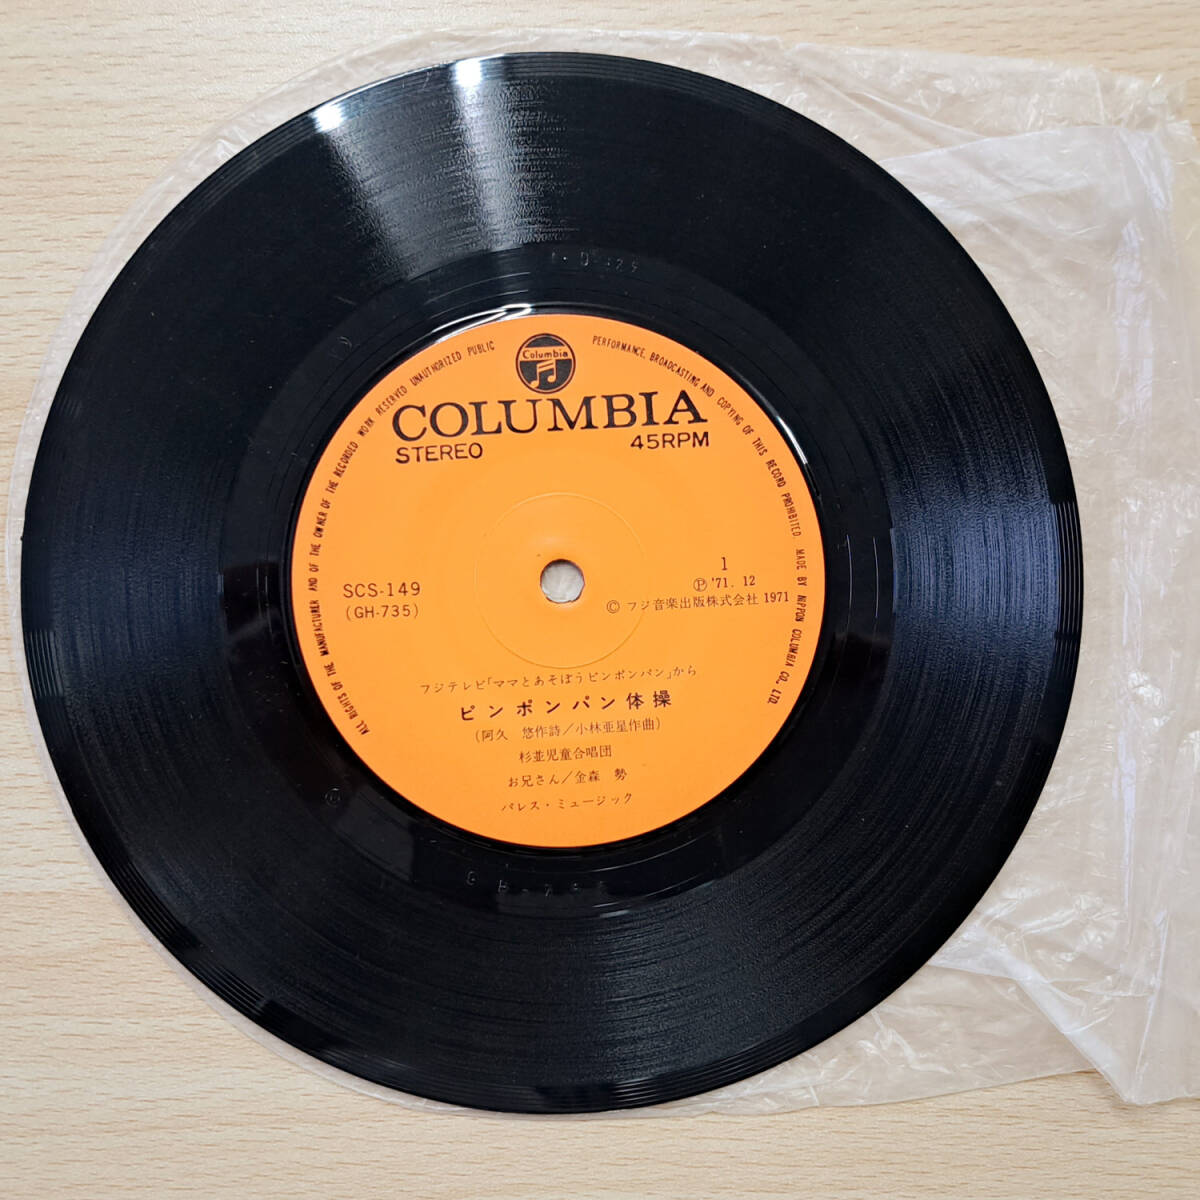 ALL RIGHTS OF THE MANUFACTURER AND OF THE OWNER OF THE RECORDED WORK RESERVED UNAUTHORIZED PUBLIC PERFORMANCE, BROADCASTING AND COPYING OF THIS RECORD PROHIBITED. MADE BY NIPPON COLUMBIA CO., LTD.
Columbia
COLUMBIA
STEREO 45RPM
SCS-149 1
(GH-735) Ⓟ '71. 12
© フジ音楽出版株式会社 1971
フジテレビ「ママとあそぼうピンポンパン」から
ピンポンパン体操
(阿久 悠作詩/小林亜星作曲)
杉並児童合唱団
お兄さん/金森 勢
パレス・ミュージック